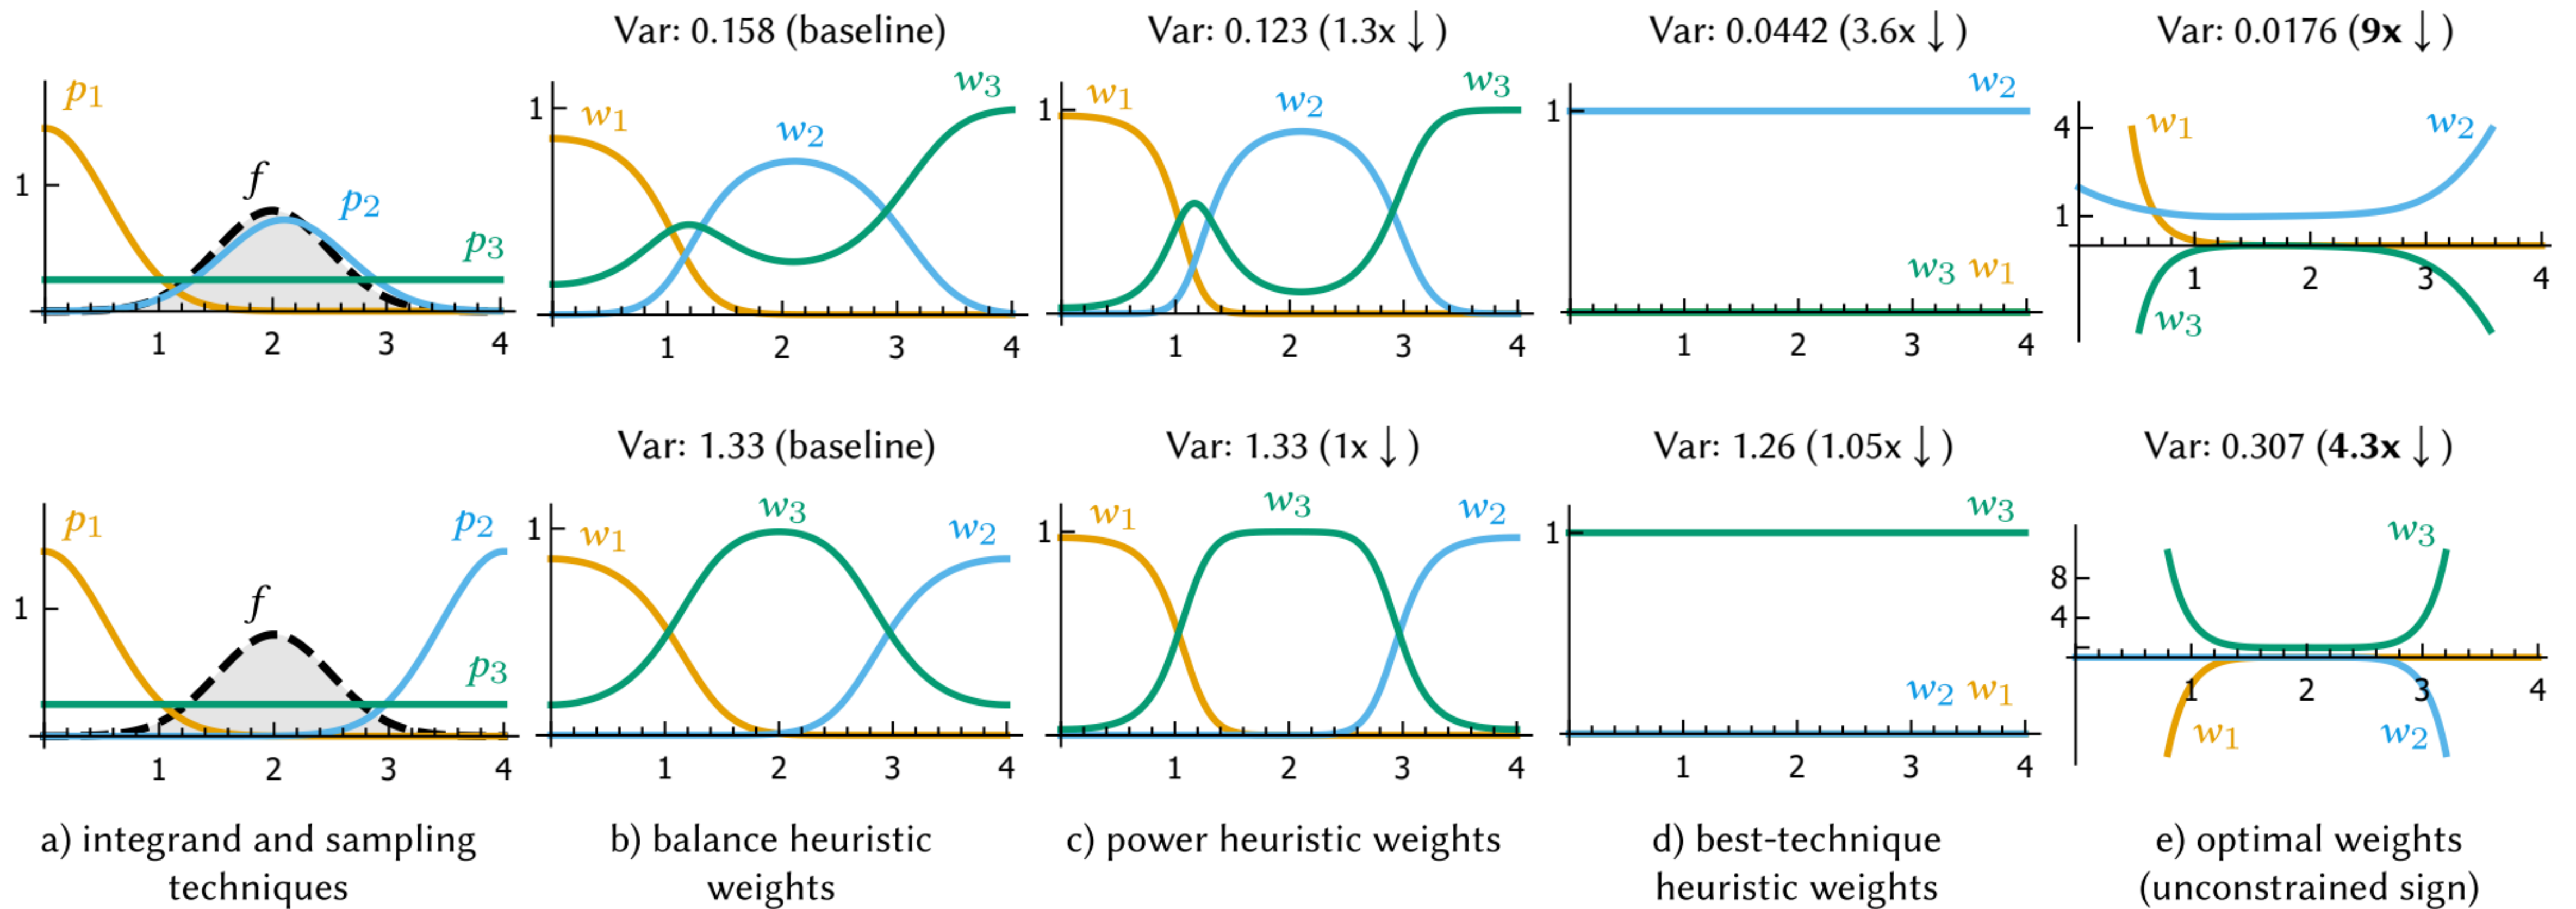 Var: 0.158 (baseline)
Var: 0.123 (1.3x ↓)
Var: 0.0442 (3.6x ↓)
Var: 0.0176 (9x ↓)
p1
f
p2
p3
1
1 2 3 4
w1
w2
w3
1
1 2 3 4
w1
w2
w3
1
1 2 3 4
w2
w3 w1
1
1 2 3 4
w1
w2
w3
4
1
1 2 3 4
Var: 1.33 (baseline)
Var: 1.33 (1x ↓)
Var: 1.26 (1.05x ↓)
Var: 0.307 (4.3x ↓)
p1
p2
f
p3
1
1 2 3 4
w1
w3
w2
1
1 2 3 4
w1
w3
w2
1
1 2 3 4
w3
w2 w1
1
1 2 3 4
w3
8
4
w1
w2
1 2 3 4
a) integrand and sampling
techniques
b) balance heuristic
weights
c) power heuristic weights
d) best-technique
heuristic weights
e) optimal weights
(unconstrained sign)